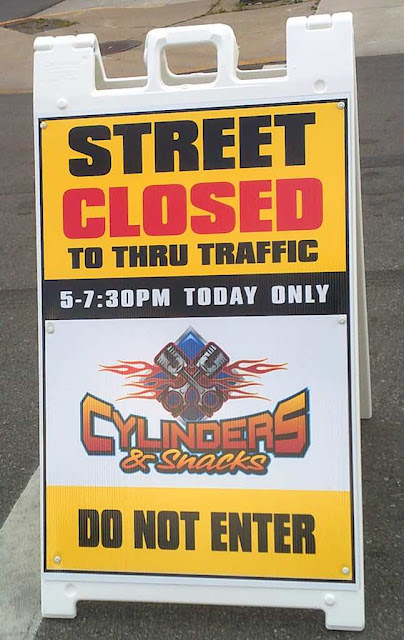 STREET
CLOSED
TO THRU TRAFFIC
5-7:30PM TODAY ONLY
CYLINDERS
& Snacks
DO NOT ENTER